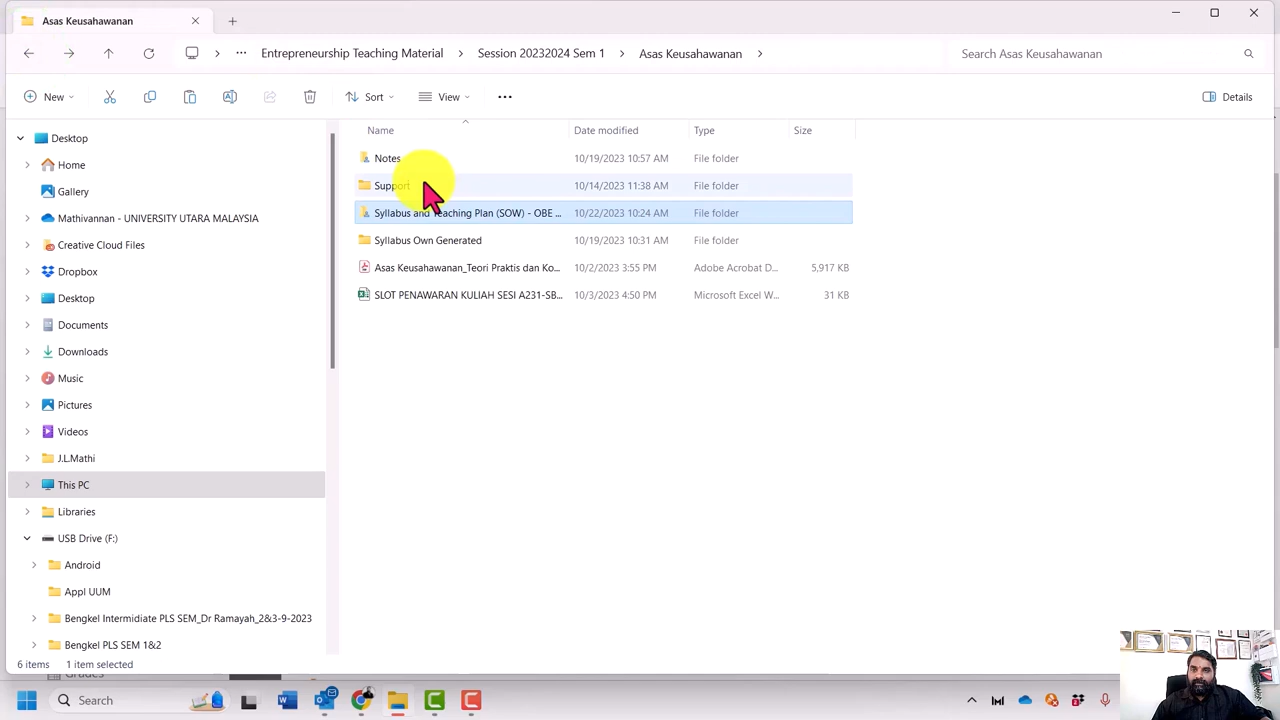 Asas Keusahawanan
Entrepreneurship Teaching Material
Session 20232024 Sem 1
Asas Keusahawanan
Search Asas Keusahawanan
New
Sort
View
Details
Name
Date modified
Type
Size
Notes
10/19/2023 10:57 AM
File folder
Support
10/14/2023 11:38 AM
File folder
Syllabus and Teaching Plan (SOW) - OBE ...
10/22/2023 10:24 AM
File folder
Syllabus Own Generated
10/19/2023 10:31 AM
File folder
Asas Keusahawanan_Teori Praktis dan Ko...
10/2/2023 3:55 PM
Adobe Acrobat D...
5,917 KB
SLOT PENAWARAN KULIAH SESI A231-SB...
10/3/2023 4:50 PM
Microsoft Excel W...
31 KB
Desktop
Home
Gallery
Mathivannan - UNIVERSITY UTARA MALAYSIA
Creative Cloud Files
Dropbox
Desktop
Documents
Downloads
Music
Pictures
Videos
J.L.Mathi
This PC
Libraries
USB Drive (F:)
Android
Appl UUM
Bengkel Intermidiate PLS SEM_Dr Ramayah_2&3-9-2023
Bengkel PLS SEM 1&2
6 items
1 item selected
Grades
Search